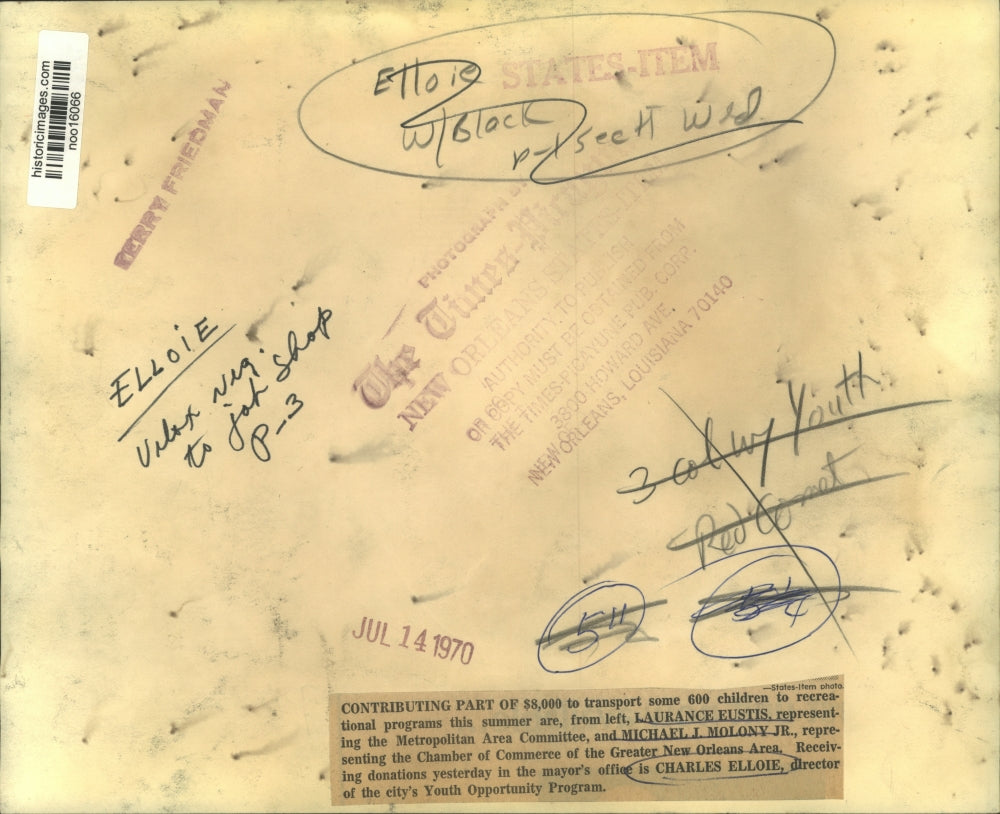 historicimages.com
noo16066
TERRY FRIEDMAN
STATES-ITEM
Elloie
W/Black
Wed.
PHOTOGRAPH BY
The Times-Picayune
NEW ORLEANS STATES-ITEM
AUTHORITY TO PUBLISH
OR COPY MUST BE OBTAINED FROM
THE TIMES-PICAYUNE PUB. CORP.
3800 HOWARD AVE.
NEW ORLEANS, LOUISIANA 70140
ELLOIE
Velox neg.
to job shop
P-3
3 col w/ Youth
Red Comet
5"
JUL 14 1970
—States-Item photo.
CONTRIBUTING PART OF $8,000 to transport some 600 children to recrea-
tional programs this summer are, from left, LAURANCE EUSTIS, represent-
ing the Metropolitan Area Committee, and MICHAEL J. MOLONY JR., repre-
senting the Chamber of Commerce of the Greater New Orleans Area. Receiv-
ing donations yesterday in the mayor's office is CHARLES ELLOIE, director
of the city's Youth Opportunity Program.